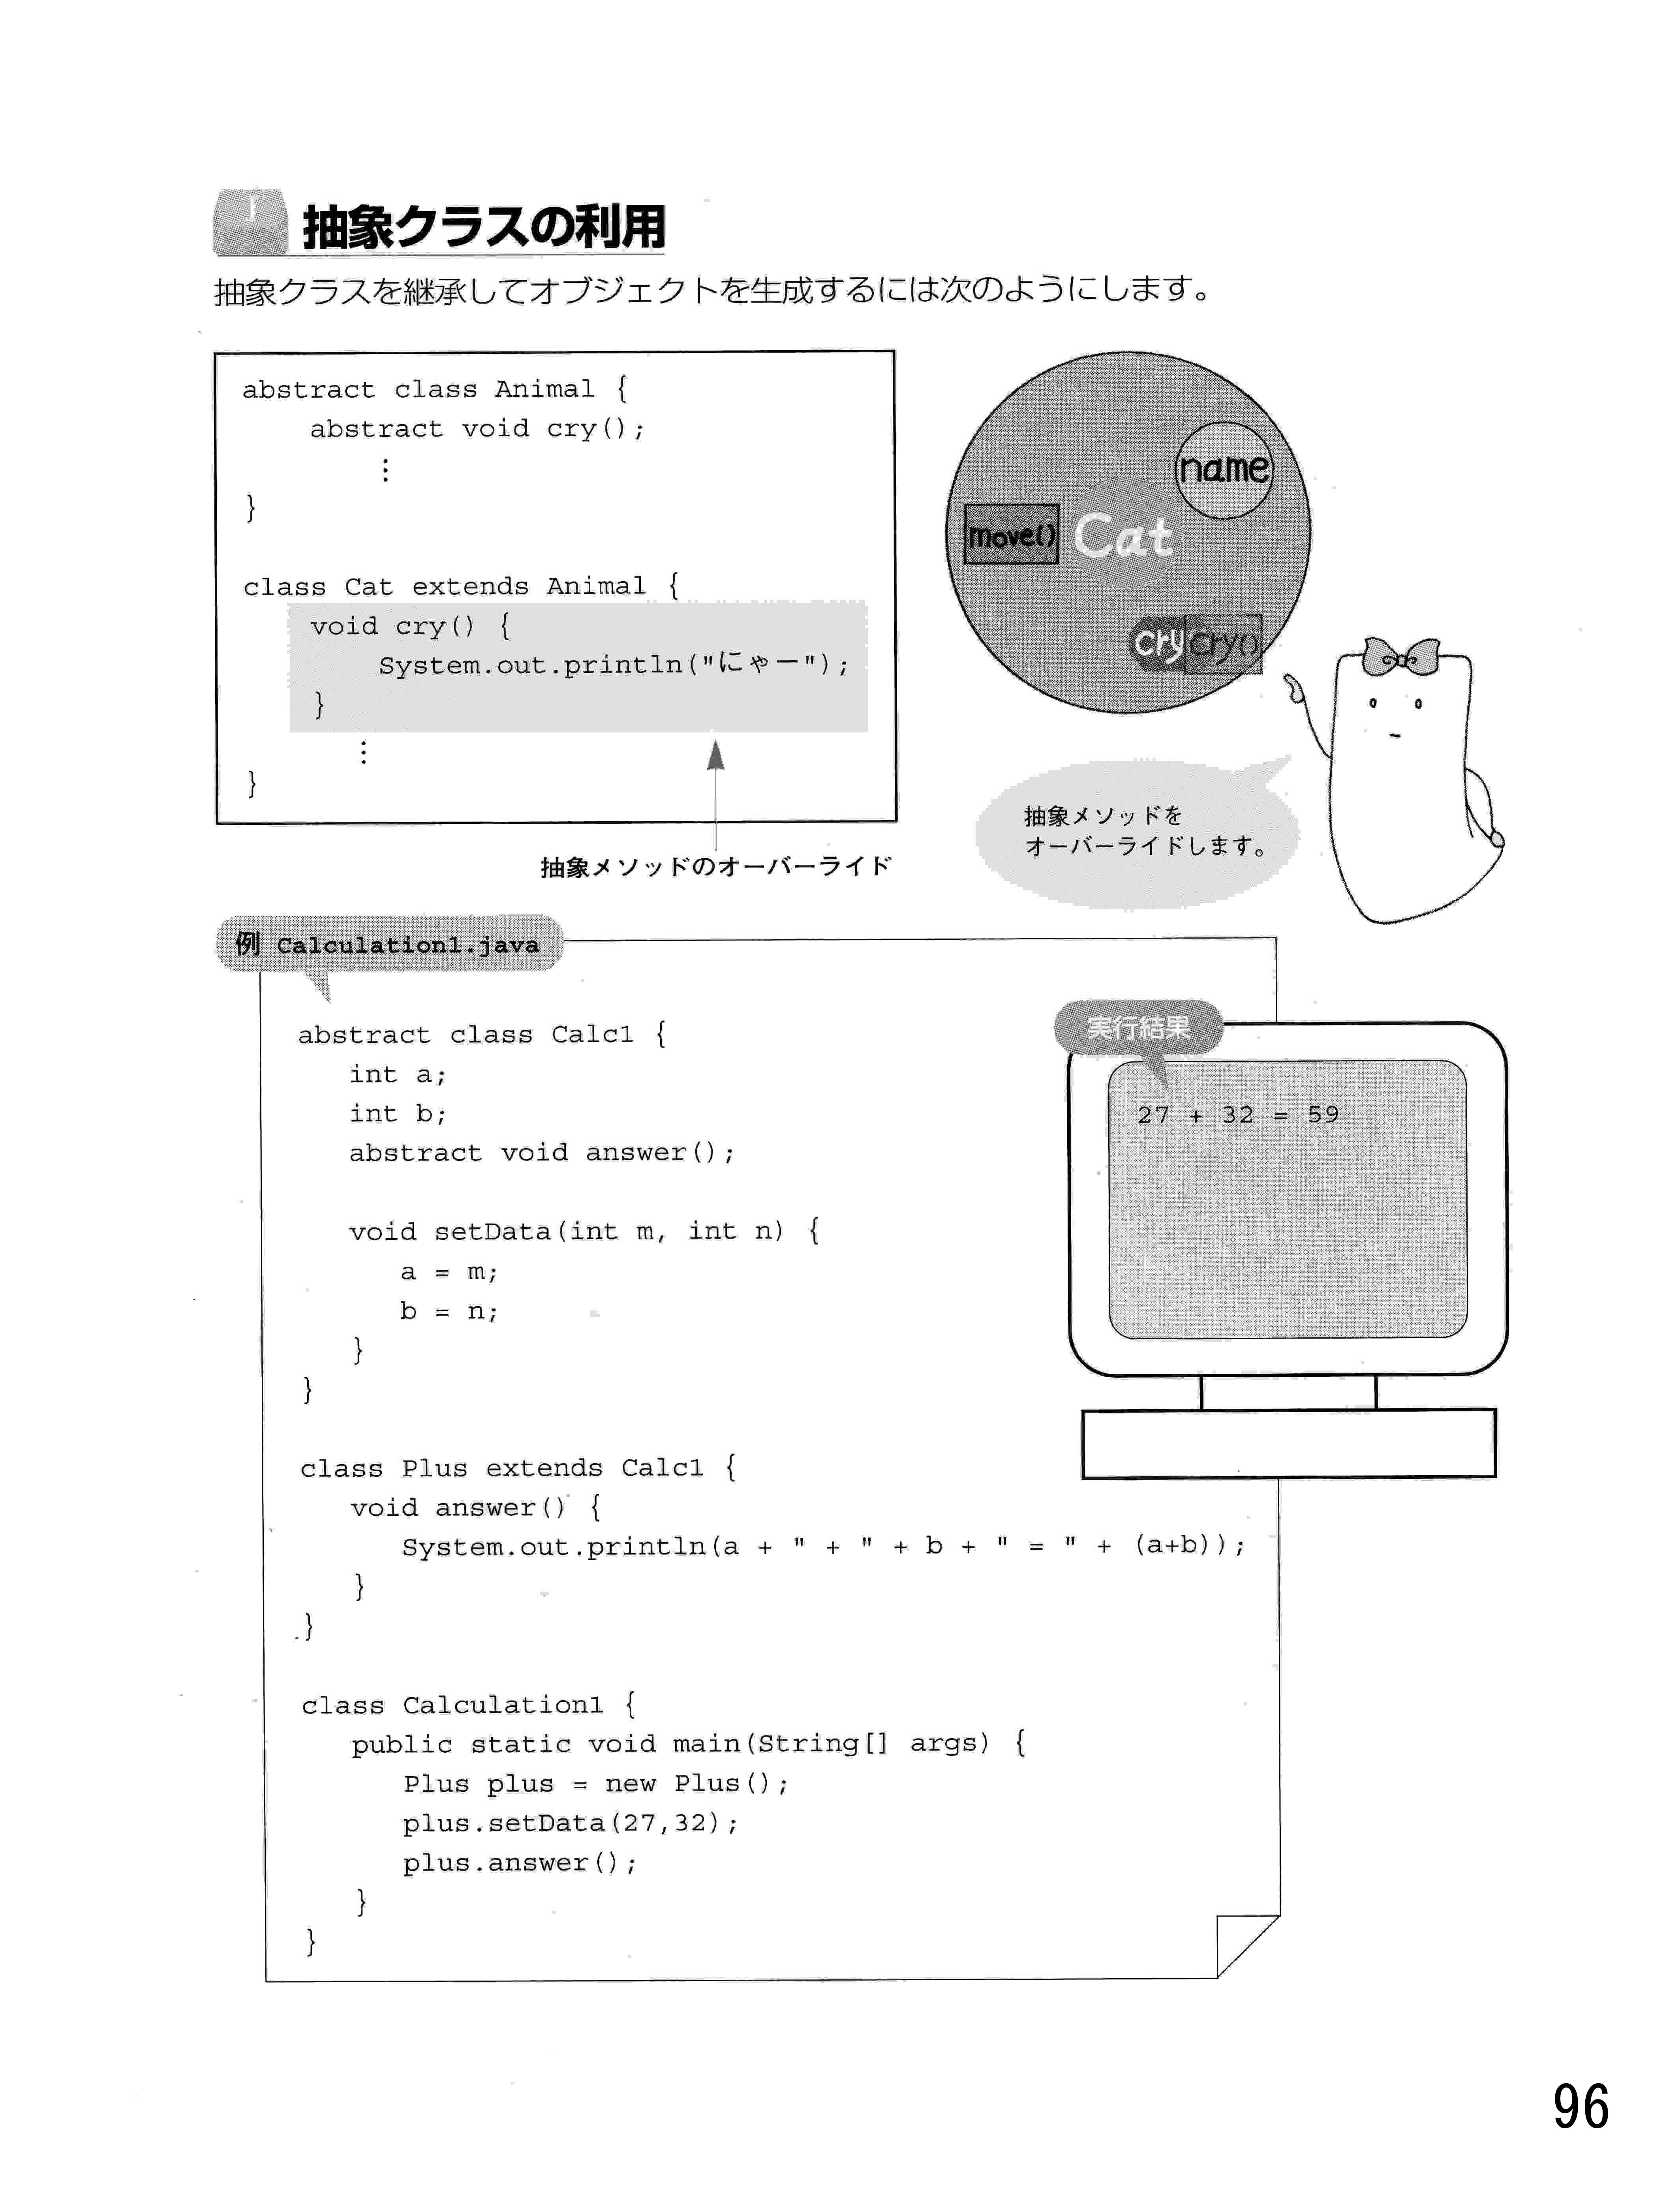 抽象クラスの利用
抽象クラスを継承してオブジェクトを生成するには次のようにします。
abstract class Animal {
    abstract void cry();
        ⋮
}

class Cat extends Animal {
    void cry() {
        System.out.println("にゃー");
    }
       ⋮
}
抽象メソッドのオーバーライド
name
move()
Cat
cry
cry()
抽象メソッドを
オーバーライドします。
例 Calculation1.java
abstract class Calc1 {
   int a;
   int b;
   abstract void answer();

   void setData(int m, int n) {
      a = m;
      b = n;
   }
}

class Plus extends Calc1 {
   void answer() {
      System.out.println(a + " + " + b + " = " + (a+b));
   }
}

class Calculation1 {
   public static void main(String[] args) {
      Plus plus = new Plus();
      plus.setData(27,32);
      plus.answer();
   }
}
実行結果
27 + 32 = 59
96